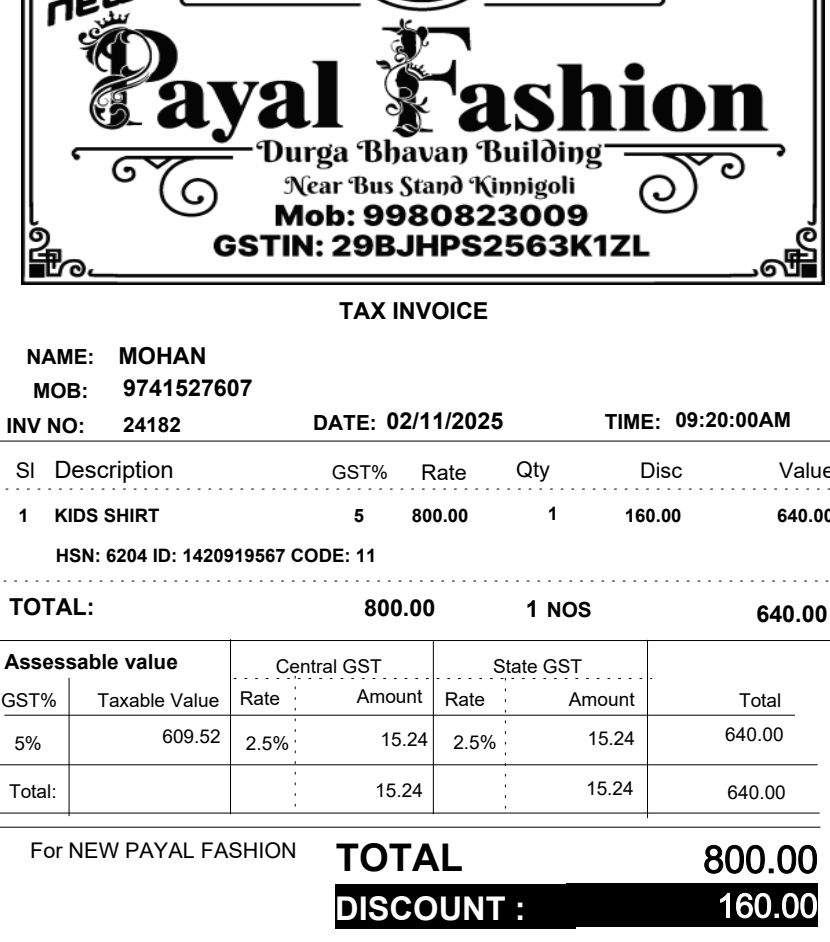 new
Payal Fashion
Durga Bhavan Building
Near Bus Stand Kinnigoli
Mob: 9980823009
GSTIN: 29BJHPS2563K1ZL
TAX INVOICE
NAME: MOHAN
MOB: 9741527607
INV NO: 24182 DATE: 02/11/2025 TIME: 09:20:00AM
Sl Description GST% Rate Qty Disc Value
1 KIDS SHIRT 5 800.00 1 160.00 640.00
HSN: 6204 ID: 1420919567 CODE: 11
TOTAL: 800.00 1 NOS 640.00
Assessable value Central GST State GST
GST% Taxable Value Rate Amount Rate Amount Total
5% 609.52 2.5% 15.24 2.5% 15.24 640.00
Total: 15.24 15.24 640.00
For NEW PAYAL FASHION TOTAL 800.00
DISCOUNT : 160.00